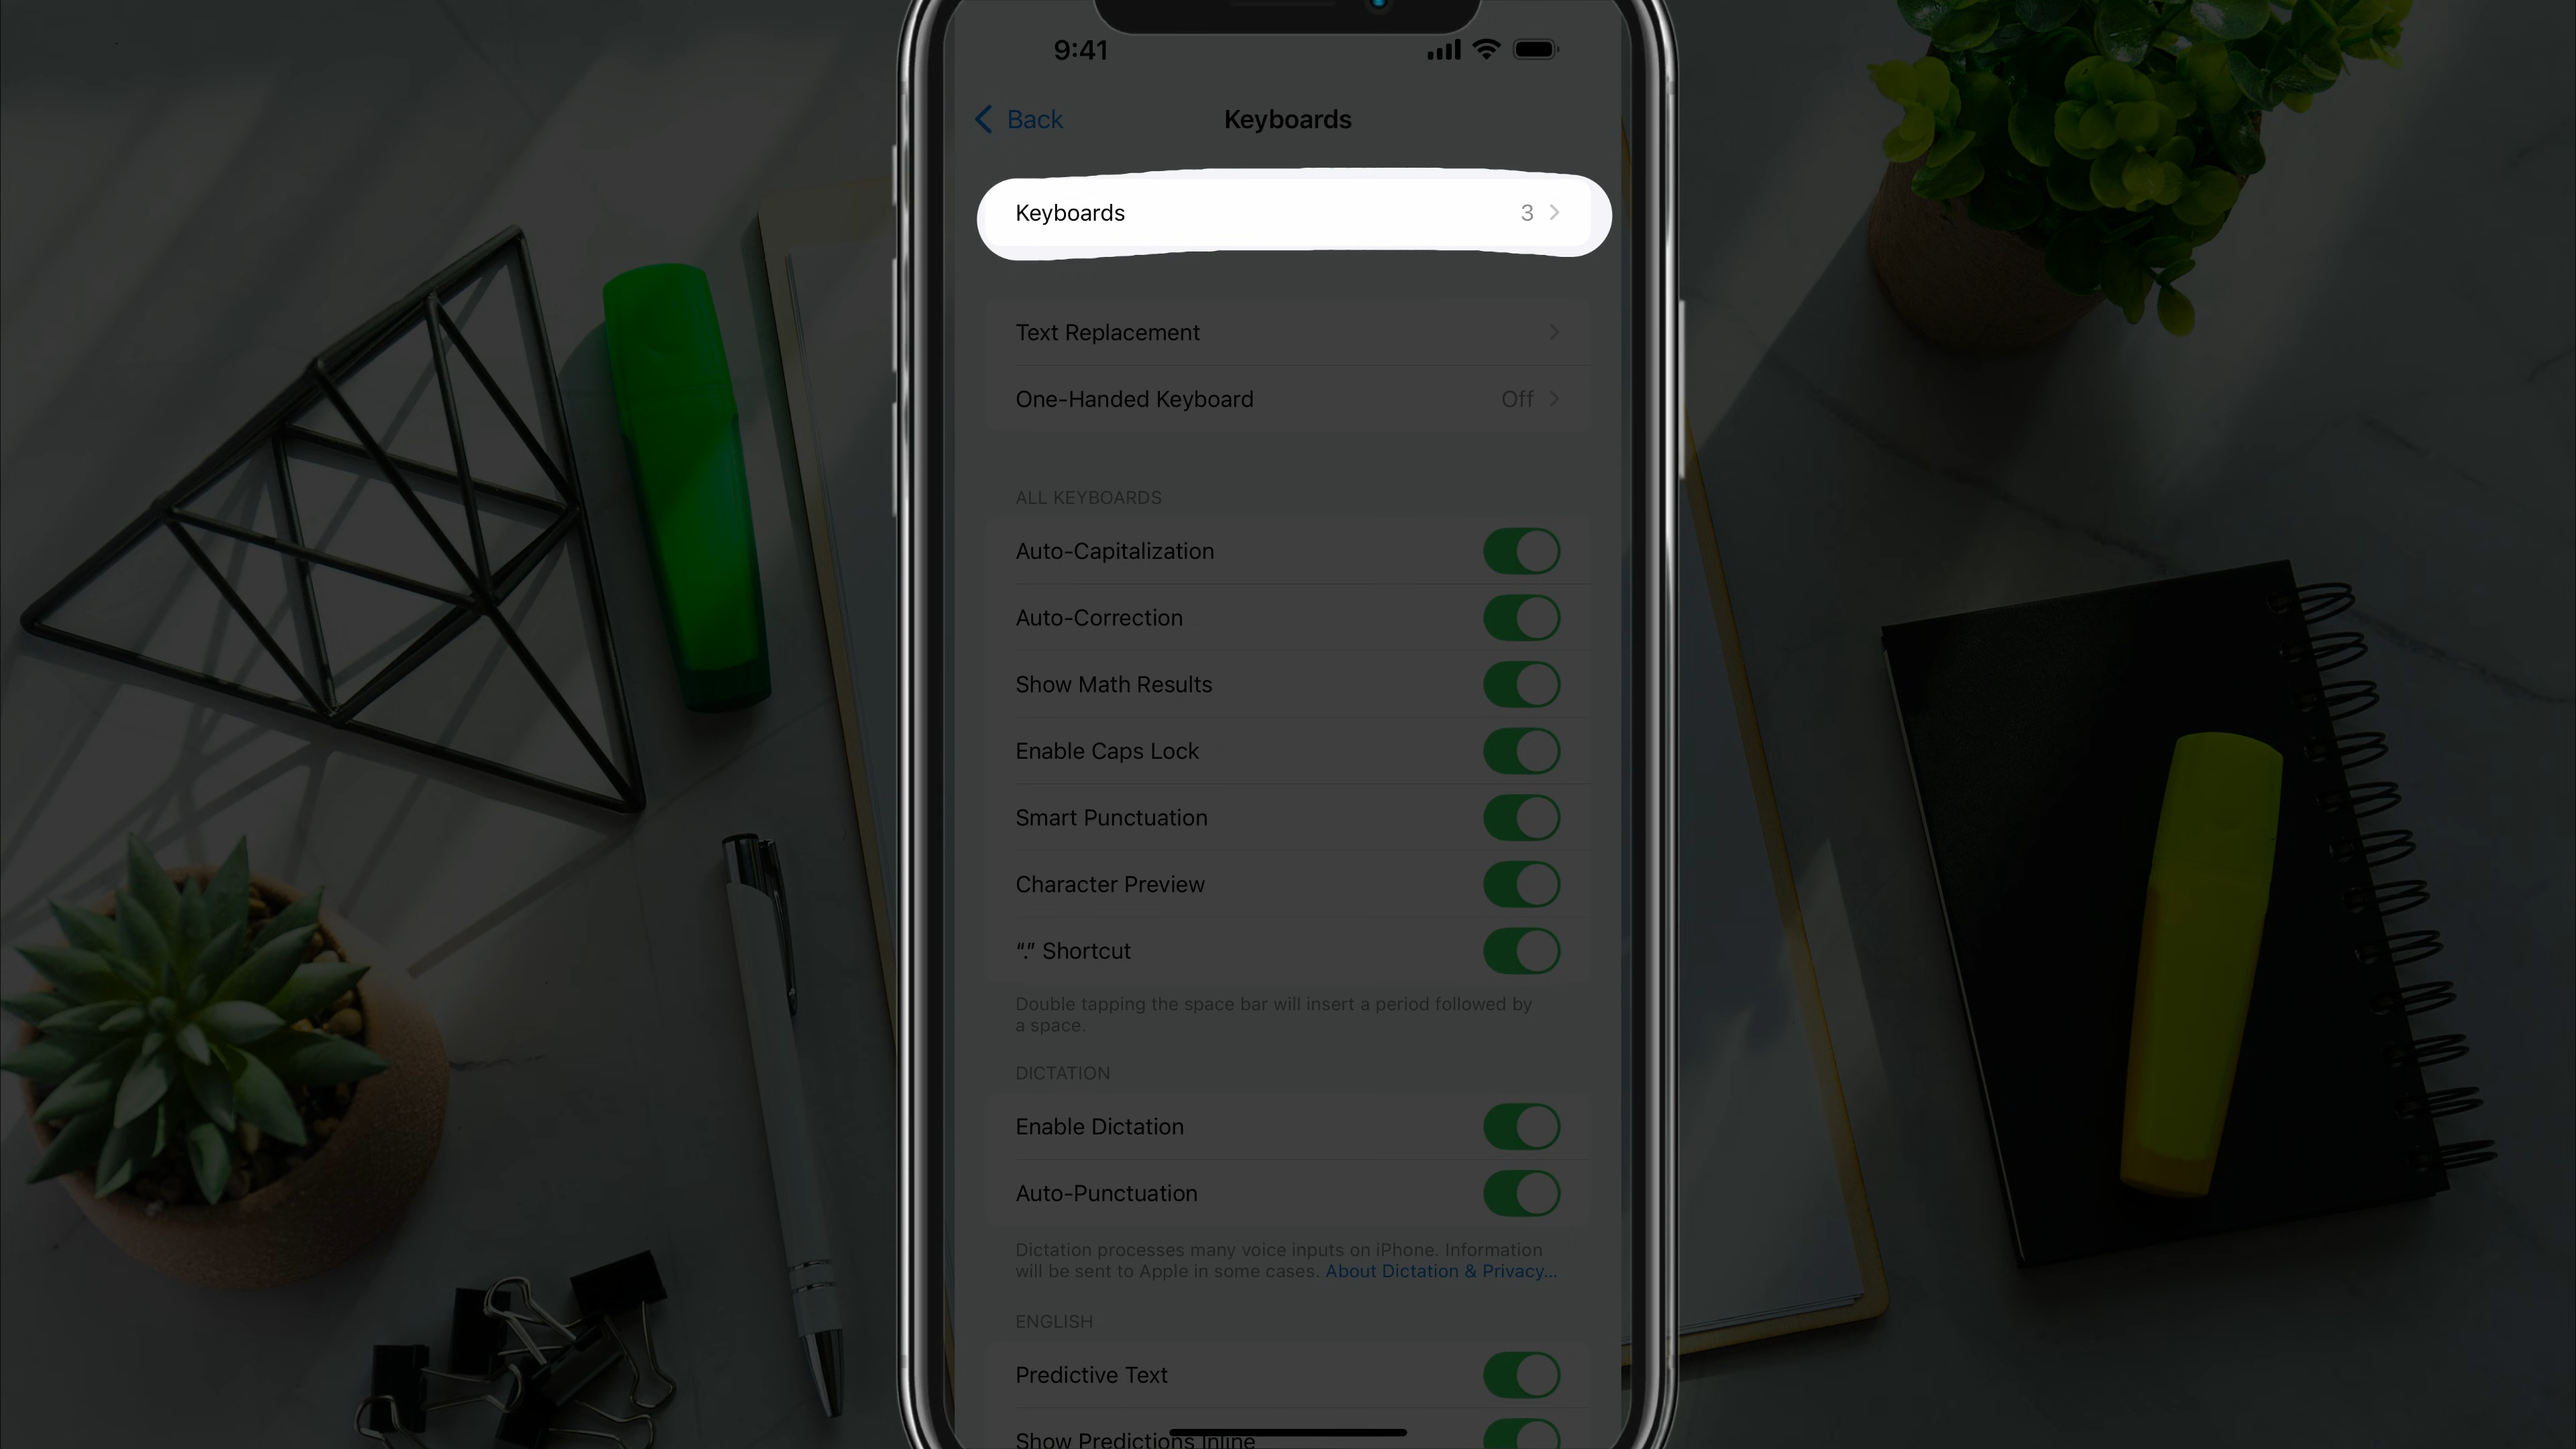 9:41
Back
Keyboards
Keyboards 3
Text Replacement
One-Handed Keyboard Off
ALL KEYBOARDS
Auto-Capitalization
Auto-Correction
Show Math Results
Enable Caps Lock
Smart Punctuation
Character Preview
“.” Shortcut
Double tapping the space bar will insert a period followed by
a space.
DICTATION
Enable Dictation
Auto-Punctuation
Dictation processes many voice inputs on iPhone. Information
will be sent to Apple in some cases. About Dictation & Privacy...
ENGLISH
Predictive Text
Show Predictions Inline